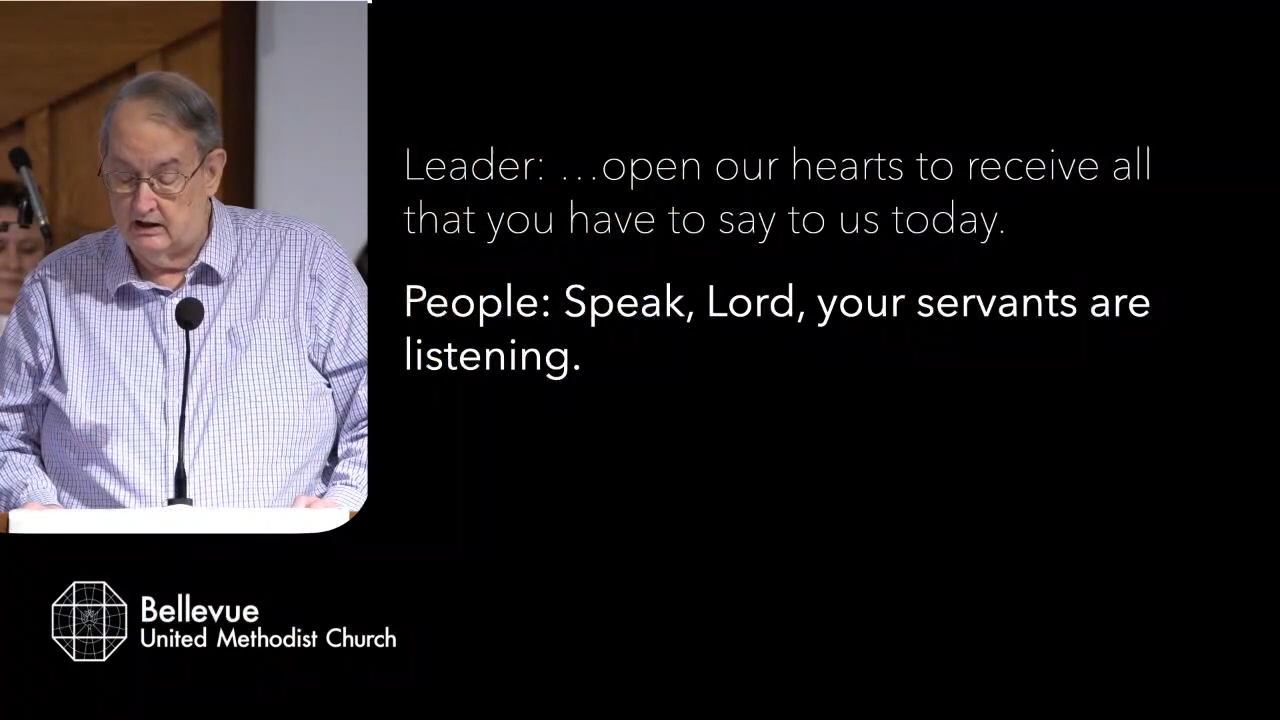 Leader: …open our hearts to receive all
that you have to say to us today.
People: Speak, Lord, your servants are
listening.
Bellevue
United Methodist Church